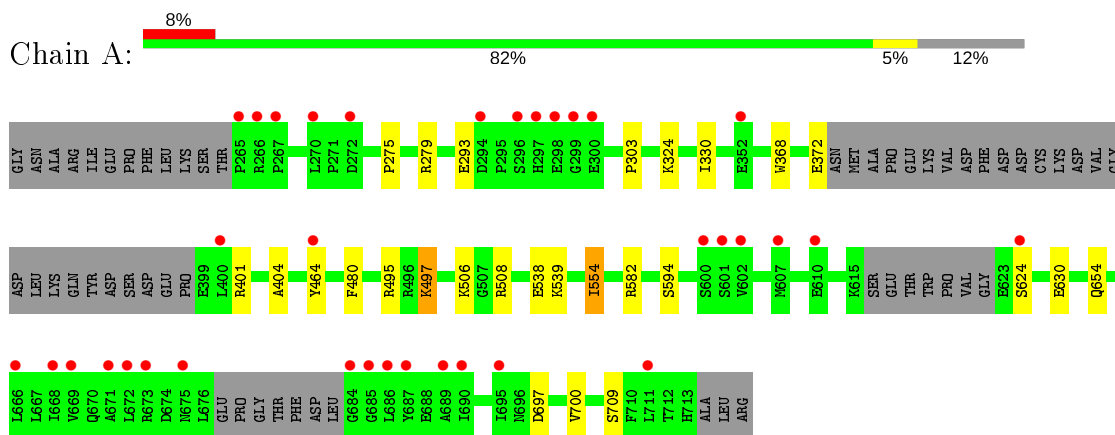 8%
Chain A:
82% 5% 12%
GLY ASN ALA ARG ILE GLU PRO PHE LEU LYS SER THR P265 R266 P267 L270 P271 D272 P275 R279 E293 D294 P295 S296 H297 E298 G299 E300 P303 K324 I330 E352 W368 E372 ASN MET ALA PRO GLU LYS VAL ASP PHE ASP ASP CYS LYS ASP VAL GLY
ASP LEU LYS GLN TYR ASP SER ASP GLU PRO E399 L400 R401 A404 Y464 F480 R495 R496 K497 K506 G507 R508 E538 K539 I554 R582 S594 S600 S601 V602 M607 E610 K615 SER GLU THR TRP PRO VAL GLY E623 S624 E630 Q654
L666 L667 I668 V669 Q670 A671 L672 R673 D674 N675 L676 GLU PRO GLY THR PHE ASP LEU G684 G685 L686 Y687 E688 A689 I690 I695 N696 D697 V700 S709 F710 L711 T712 H713 ALA LEU ARG